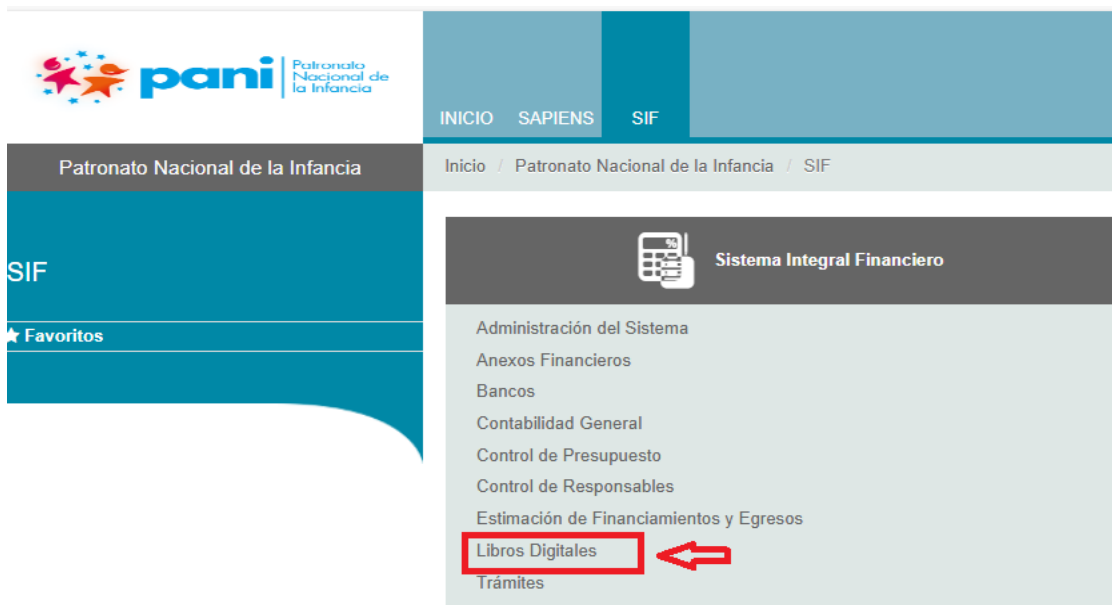 pani
Patronato
Nacional de
la Infancia
INICIO SAPIENS SIF
Patronato Nacional de la Infancia
Inicio / Patronato Nacional de la Infancia / SIF
SIF
Favoritos
%
Sistema Integral Financiero
Administración del Sistema
Anexos Financieros
Bancos
Contabilidad General
Control de Presupuesto
Control de Responsables
Estimación de Financiamientos y Egresos
Libros Digitales
Trámites